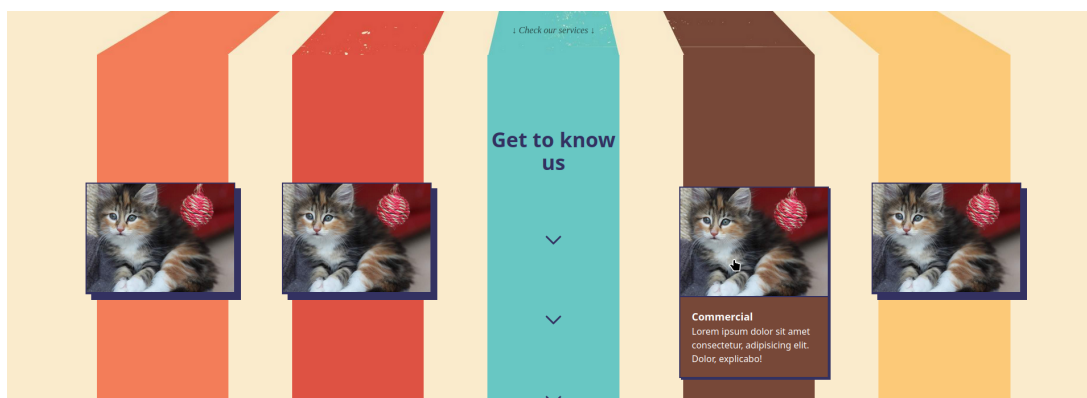 ↓ Check our services ↓
Get to know
us
Commercial
Lorem ipsum dolor sit amet
consectetur, adipisicing elit.
Dolor, explicabo!